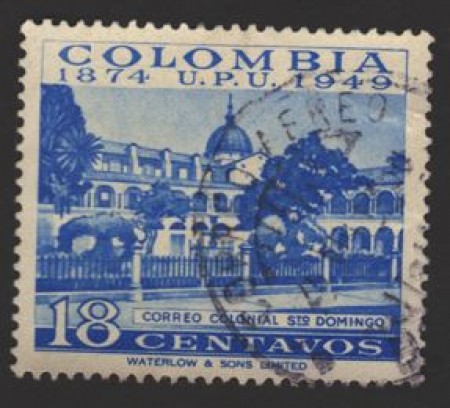 COLOMBIA
1874 U.P.U. 1949
CORREO COLONIAL STO DOMINGO
18 CENTAVOS
WATERLOW & SONS LIMITED